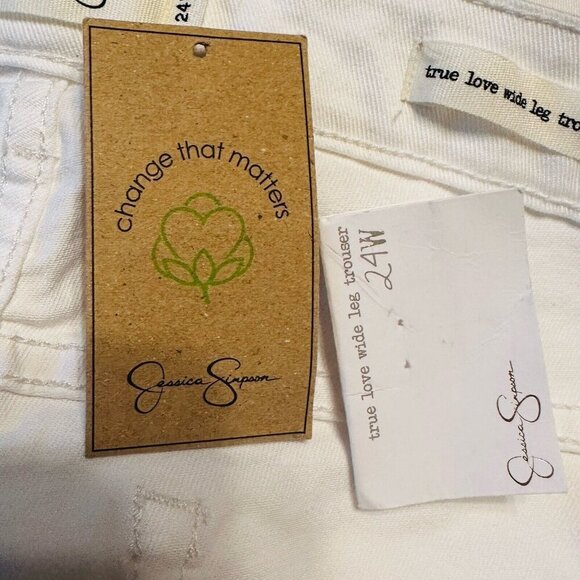 24
true love wide leg trou
change that matters
Jessica Simpson
true love wide leg trouser
24W
Jessica Simpson